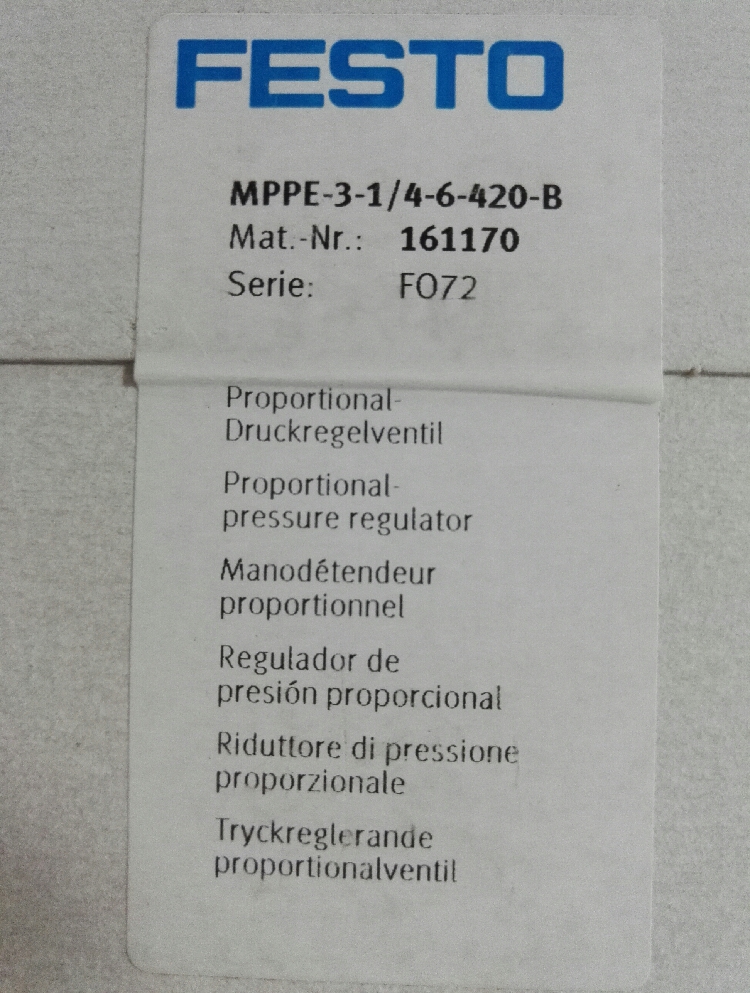 FESTO
MPPE-3-1/4-6-420-B
Mat.-Nr.: 161170
Serie: FO72
Proportional-
Druckregelventil
Proportional-
pressure regulator
Manodétendeur
proportionnel
Regulador de
presión proporcional
Riduttore di pressione
proporzionale
Tryckreglerande
proportionalventil